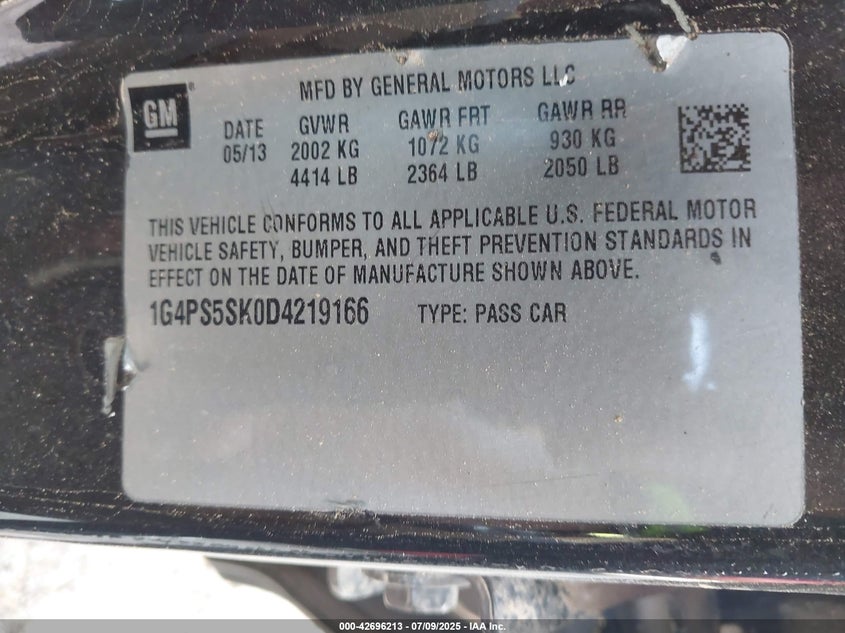 MFD BY GENERAL MOTORS LLC
GM®
DATE GVWR GAWR FRT GAWR RR
05/13 2002 KG 1072 KG 930 KG
4414 LB 2364 LB 2050 LB
THIS VEHICLE CONFORMS TO ALL APPLICABLE U.S. FEDERAL MOTOR
VEHICLE SAFETY, BUMPER, AND THEFT PREVENTION STANDARDS IN
EFFECT ON THE DATE OF MANUFACTURE SHOWN ABOVE.
1G4PS5SK0D4219166 TYPE: PASS CAR
000-42696213 / 07/09/2025 / IAA Inc.